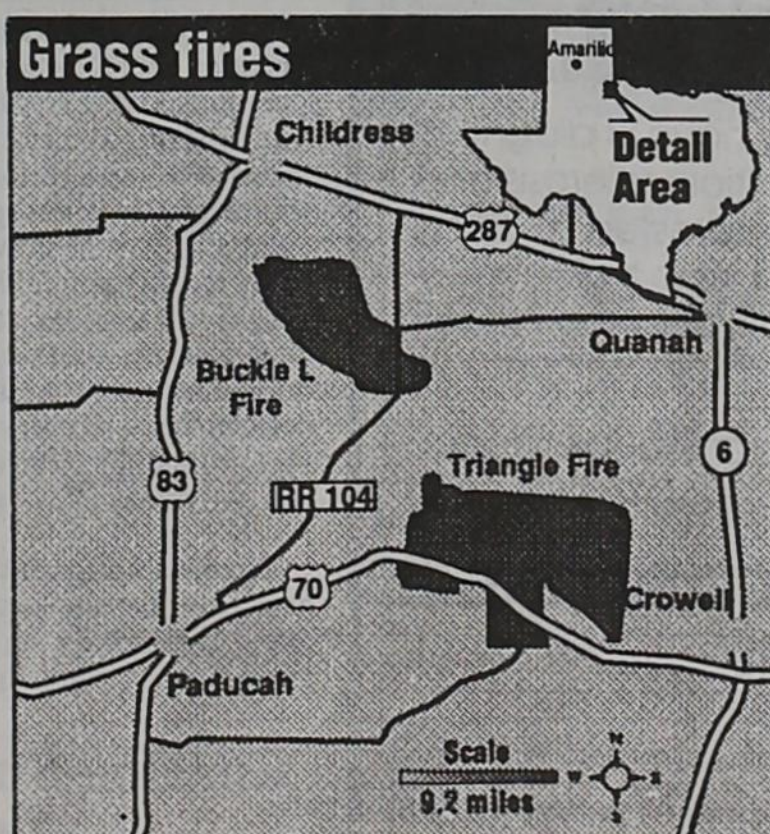 Grass fires
Amarillo
Detail
Area
Childress
287
Quanah
Buckle L
Fire
83
RR 104
Triangle Fire
6
70
Crowell
Paducah
Scale
9.2 miles
N
W
E
S